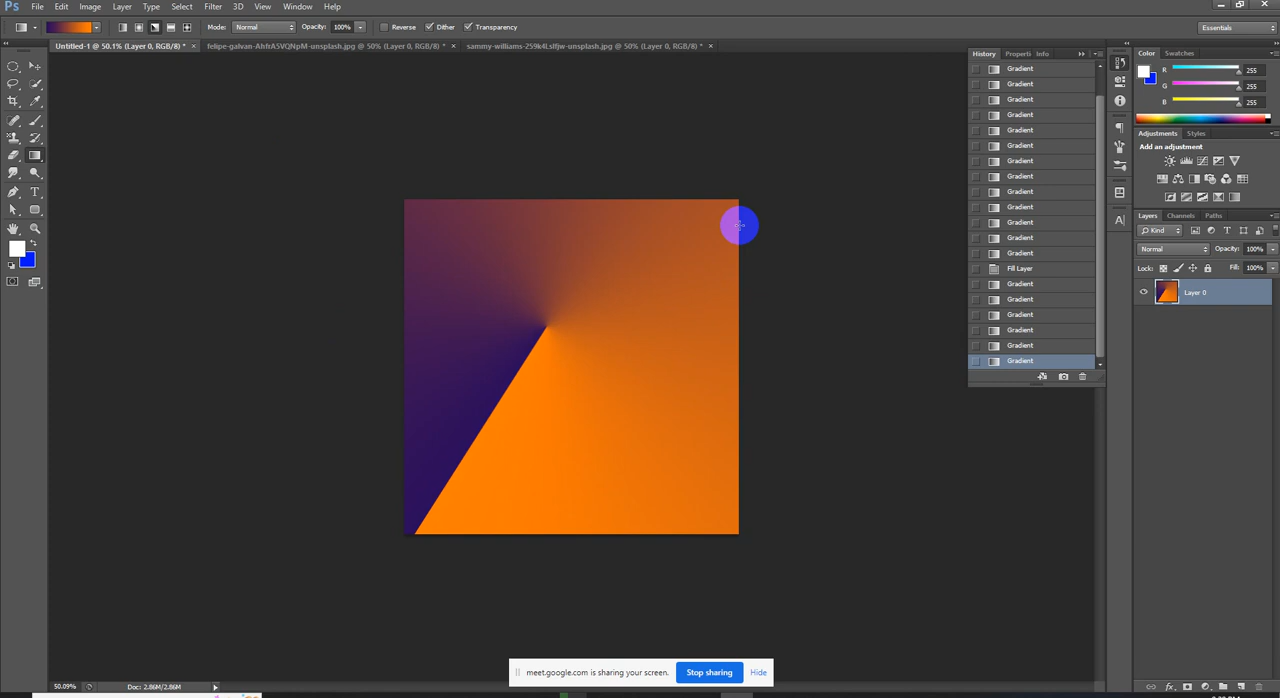 Ps File Edit Image Layer Type Select Filter 3D View Window Help
Mode: Normal Opacity: 100% Reverse Dither Transparency Essentials
Untitled-1 @ 50.1% (Layer 0, RGB/8) * × felipe-galvan-AhfrA5VQNpM-unsplash.jpg @ 50% (Layer 0, RGB/8) * × sammy-williams-259k4Lslfjw-unsplash.jpg @ 50% (Layer 0, RGB/8) * ×
History Properti Info
Color Swatches
Gradient
Gradient
Gradient
Gradient
Gradient
Gradient
Gradient
Gradient
Gradient
Gradient
Gradient
Gradient
Gradient
Fill Layer
Gradient
Gradient
Gradient
Gradient
Gradient
Gradient
R 255
G 255
B 255
Adjustments Styles
Add an adjustment
Layers Channels Paths
Kind
Normal Opacity: 100%
Lock: Fill: 100%
Layer 0
meet.google.com is sharing your screen. Stop sharing Hide
50.09% Doc: 2.86M/2.86M